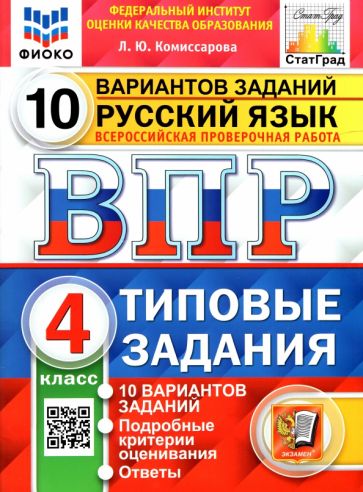 ФИОКО
ФЕДЕРАЛЬНЫЙ ИНСТИТУТ
ОЦЕНКИ КАЧЕСТВА ОБРАЗОВАНИЯ
Л. Ю. Комиссарова
СтатГрад
СтатГрад
10
ВАРИАНТОВ ЗАДАНИЙ
РУССКИЙ ЯЗЫК
ВСЕРОССИЙСКАЯ ПРОВЕРОЧНАЯ РАБОТА
ВПР
4
класс
ТИПОВЫЕ
ЗАДАНИЯ
• 10 ВАРИАНТОВ
ЗАДАНИЙ
• Подробные
критерии
оценивания
• Ответы
ЭКЗАМЕН